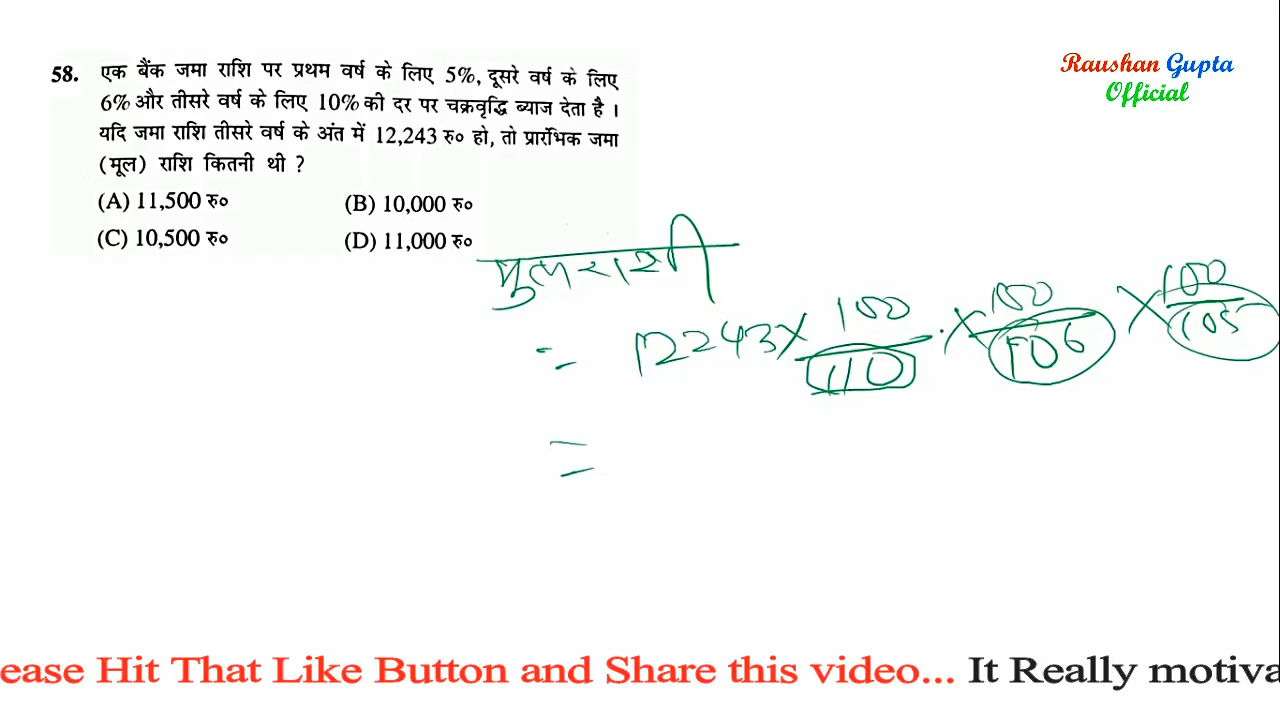 58. एक बैंक जमा राशि पर प्रथम वर्ष के लिए 5%, दूसरे वर्ष के लिए
6% और तीसरे वर्ष के लिए 10% की दर पर चक्रवृद्धि ब्याज देता है ।
यदि जमा राशि तीसरे वर्ष के अंत में 12,243 रु० हो, तो प्रारंभिक जमा
(मूल) राशि कितनी थी ?
(A) 11,500 रु० (B) 10,000 रु०
(C) 10,500 रु० (D) 11,000 रु०
Raushan Gupta
Official
मुलराशी
= 12243 × 100/110 × 100/106 × 100/105
=
ease Hit That Like Button and Share this video... It Really motiva